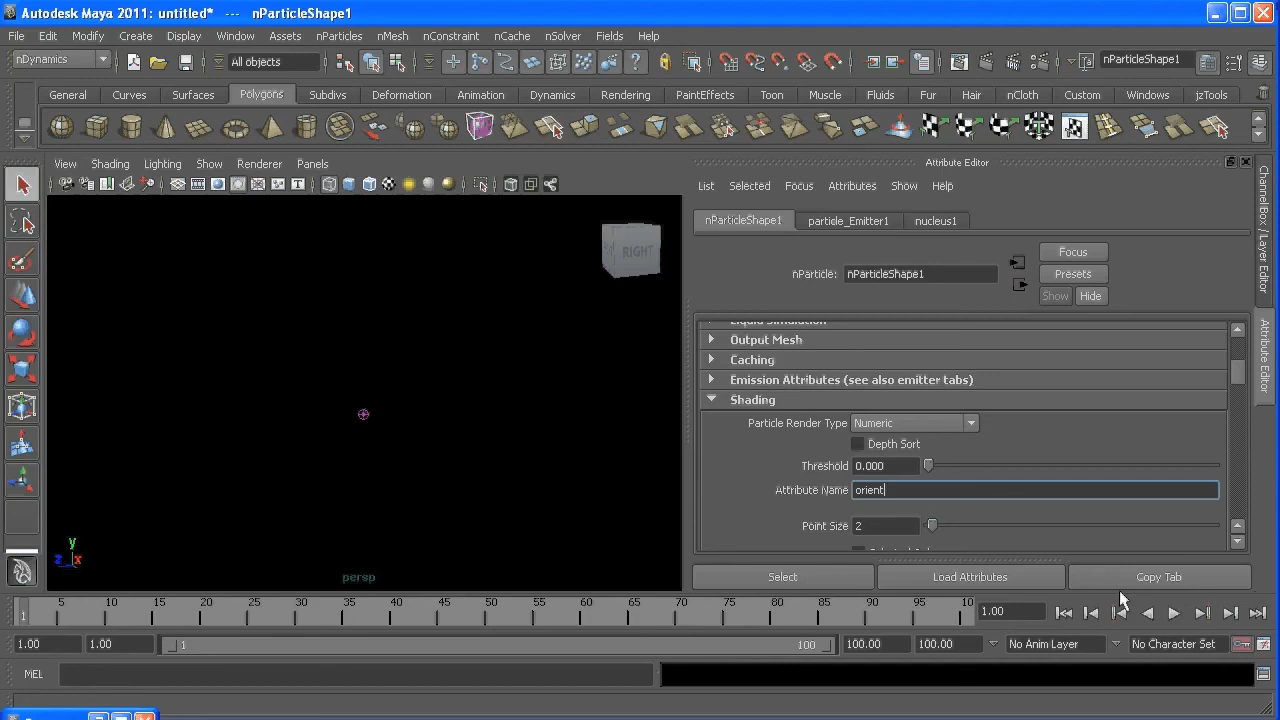 Autodesk Maya 2011: untitled* --- nParticleShape1
File Edit Modify Create Display Window Assets nParticles nMesh nConstraint nCache nSolver Fields Help
nDynamics All objects nParticleShape1
General Curves Surfaces Polygons Subdivs Deformation Animation Dynamics Rendering PaintEffects Toon Muscle Fluids Fur Hair nCloth Custom Windows jzTools
View Shading Lighting Show Renderer Panels
RIGHT
y
z x
persp
Attribute Editor
List Selected Focus Attributes Show Help
nParticleShape1 particle_Emitter1 nucleus1
nParticle: nParticleShape1
Focus
Presets
Show Hide
Output Mesh
Caching
Emission Attributes (see also emitter tabs)
Shading
Particle Render Type Numeric
Depth Sort
Threshold 0.000
Attribute Name orient
Point Size 2
Select Load Attributes Copy Tab
Channel Box / Layer Editor
Attribute Editor
1 5 10 15 20 25 30 35 40 45 50 55 60 65 70 75 80 85 90 95 10 1.00
1.00 1.00 1 100 100.00 100.00 No Anim Layer No Character Set
MEL